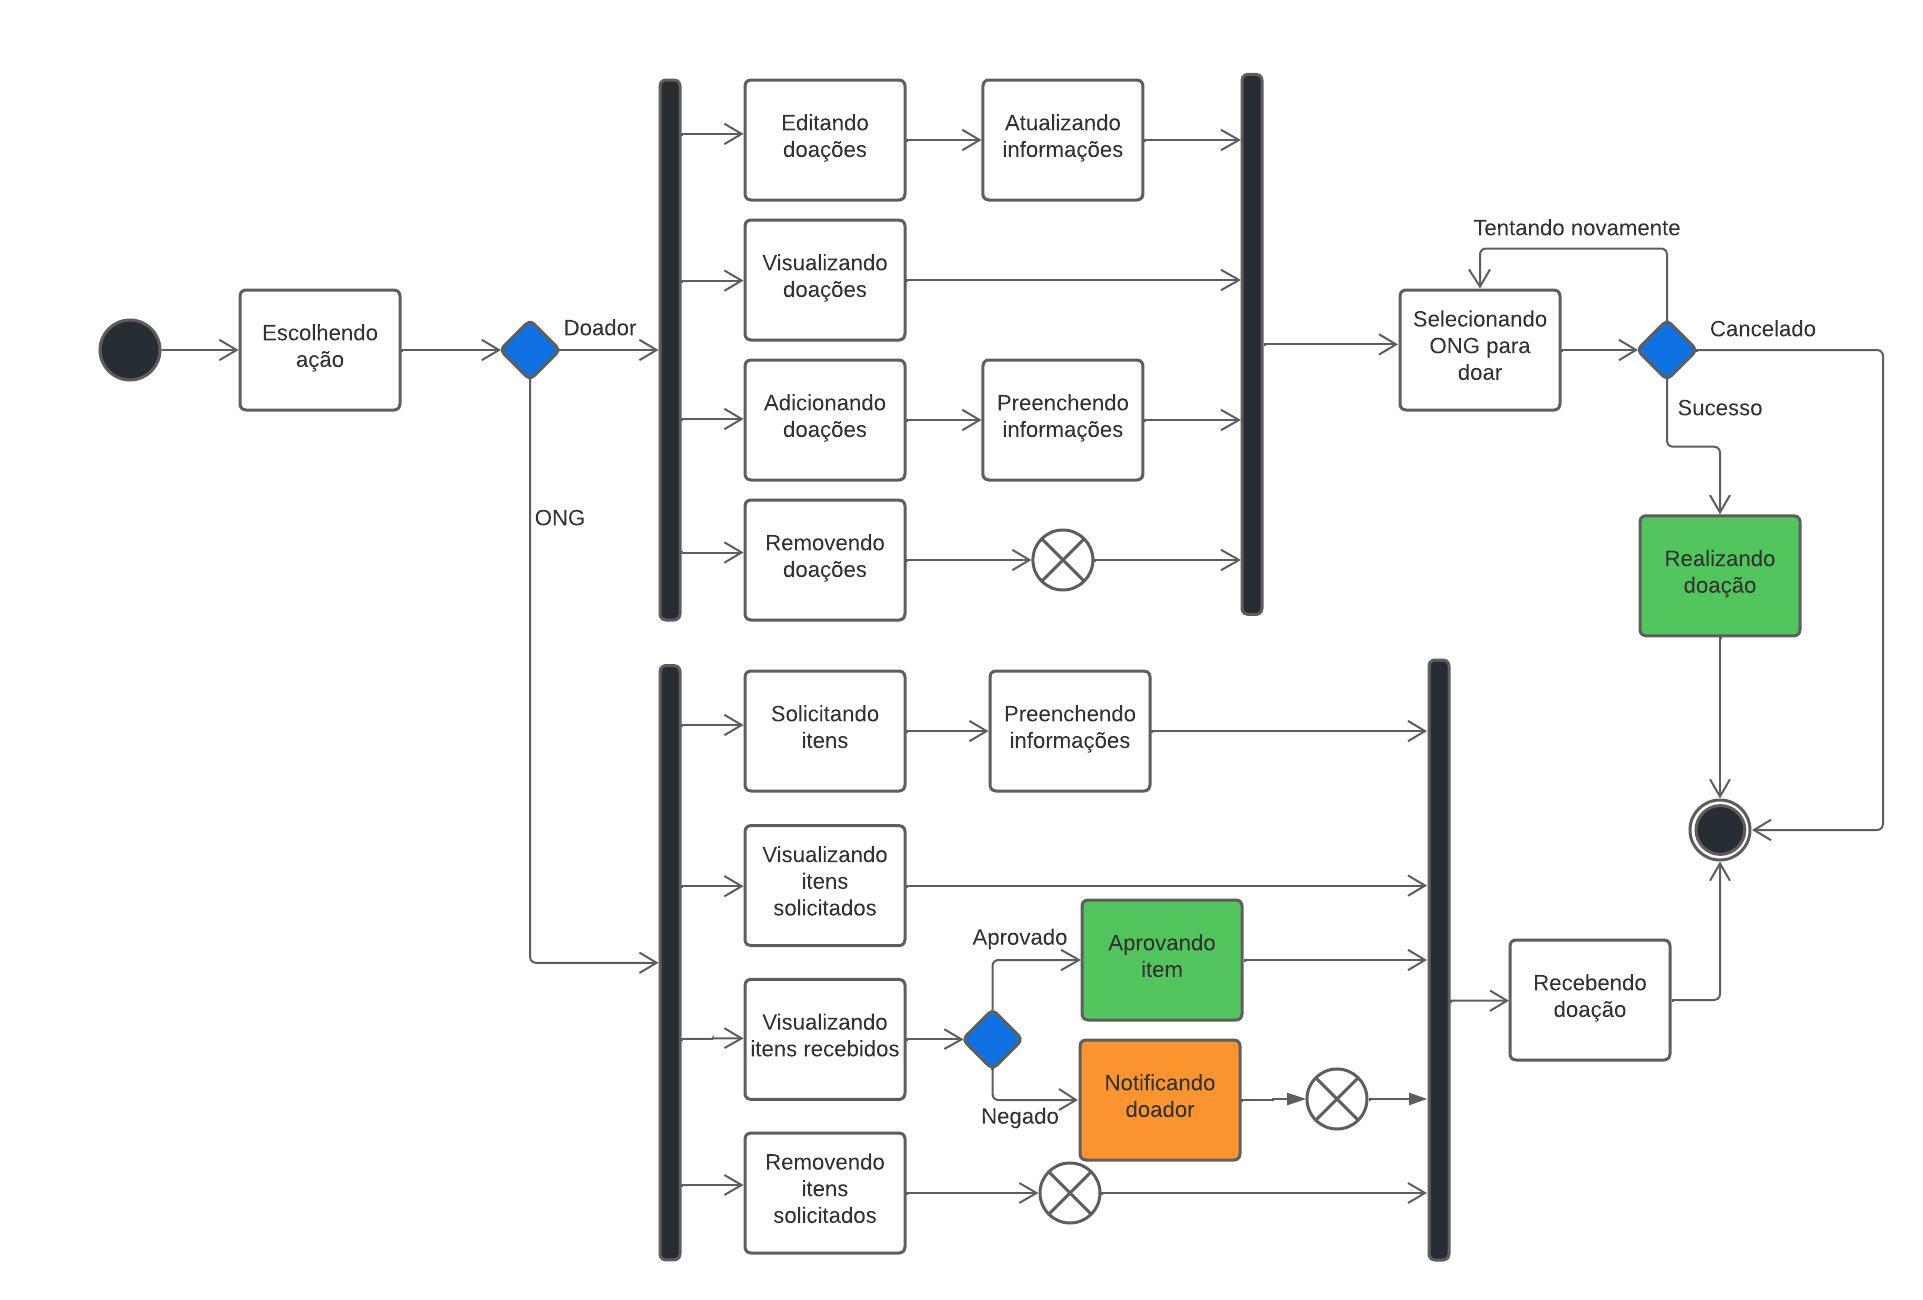 Editando
doações
Atualizando
informações
Tentando novamente
Visualizando
doações
Escolhendo
ação
Doador
Selecionando
ONG para
doar
Cancelado
Adicionando
doações
Preenchendo
informações
Sucesso
ONG
Removendo
doações
Realizando
doação
Solicitando
itens
Preenchendo
informações
Visualizando
itens
solicitados
Aprovado
Aprovando
item
Visualizando
itens recebidos
Recebendo
doação
Negado
Notificando
doador
Removendo
itens
solicitados